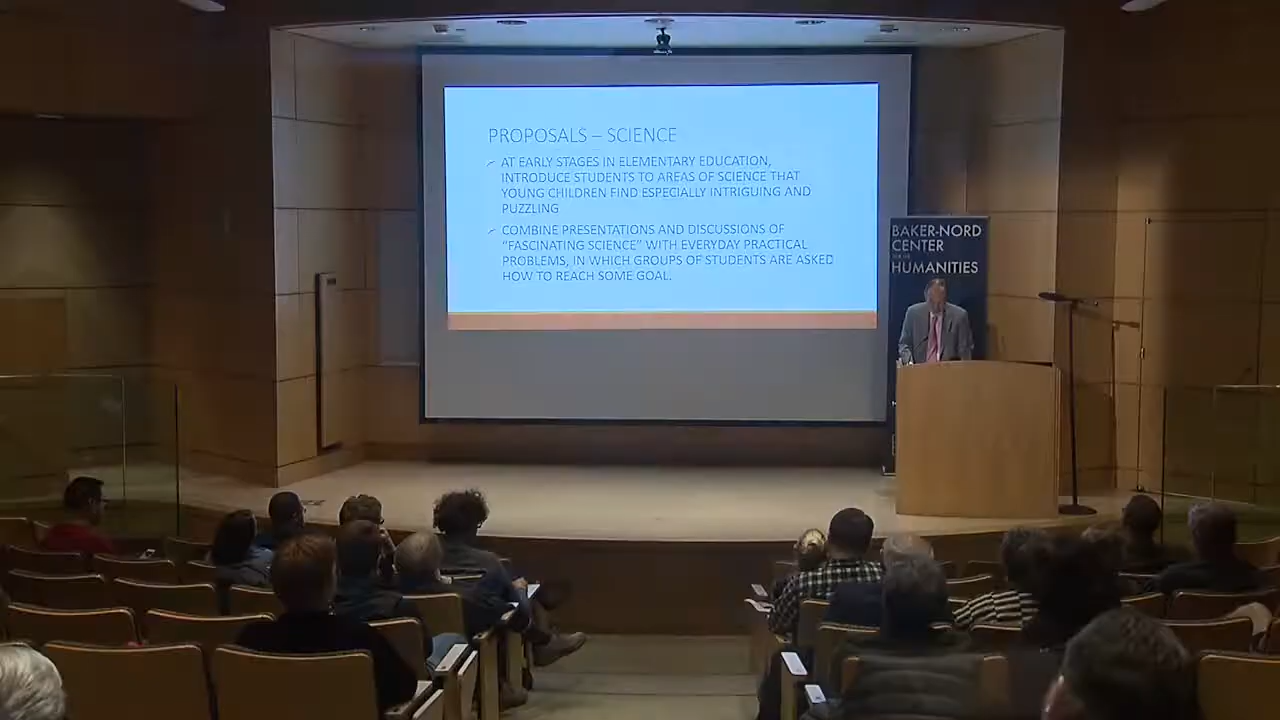 PROPOSALS – SCIENCE
AT EARLY STAGES IN ELEMENTARY EDUCATION,
INTRODUCE STUDENTS TO AREAS OF SCIENCE THAT
YOUNG CHILDREN FIND ESPECIALLY INTRIGUING AND
PUZZLING
COMBINE PRESENTATIONS AND DISCUSSIONS OF
“FASCINATING SCIENCE” WITH EVERYDAY PRACTICAL
PROBLEMS, IN WHICH GROUPS OF STUDENTS ARE ASKED
HOW TO REACH SOME GOAL.
BAKER-NORD
CENTER
HUMANITIES